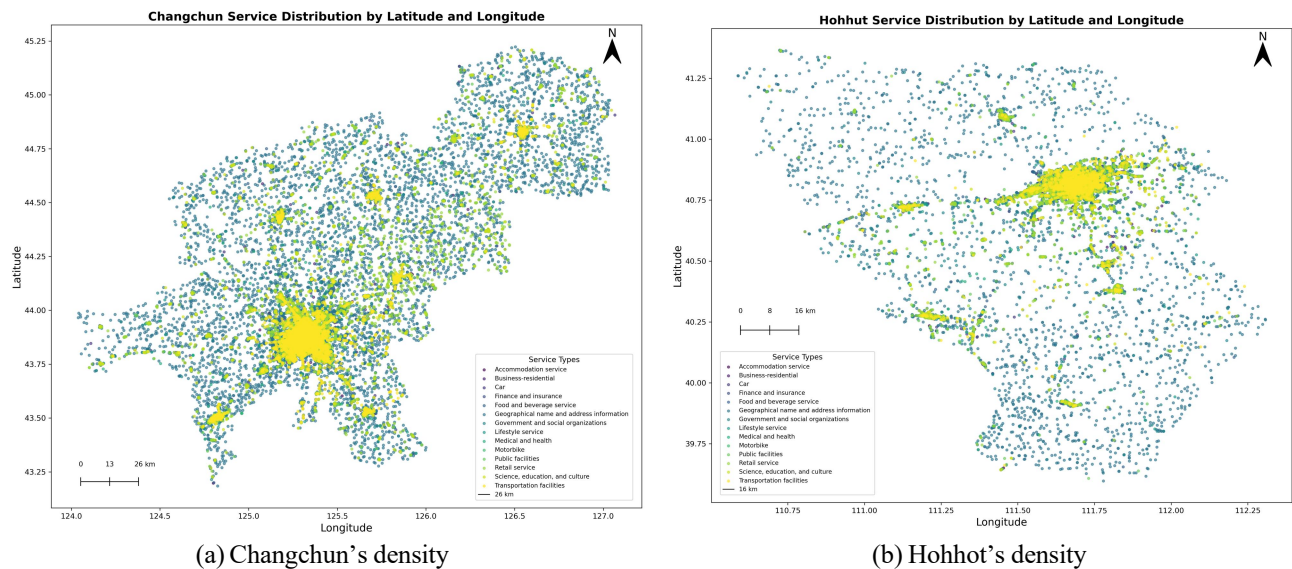 Changchun Service Distribution by Latitude and Longitude
N
45.25
45.00
44.75
44.50
44.25
44.00
43.75
43.50
43.25
Latitude
0 13 26 km
Service Types
Accommodation service
Business-residential
Car
Finance and insurance
Food and beverage service
Geographical name and address information
Government and social organizations
Lifestyle service
Medical and health
Motorbike
Public facilities
Retail service
Science, education, and culture
Transportation facilities
26 km
124.0 124.5 125.0 125.5 126.0 126.5 127.0
Longitude
(a) Changchun's density
Hohhut Service Distribution by Latitude and Longitude
N
41.25
41.00
40.75
40.50
40.25
40.00
39.75
Latitude
0 8 16 km
Service Types
Accommodation service
Business-residential
Car
Finance and insurance
Food and beverage service
Geographical name and address information
Government and social organizations
Lifestyle service
Medical and health
Motorbike
Public facilities
Retail service
Science, education, and culture
Transportation facilities
16 km
110.75 111.00 111.25 111.50 111.75 112.00 112.25
Longitude
(b) Hohhot's density